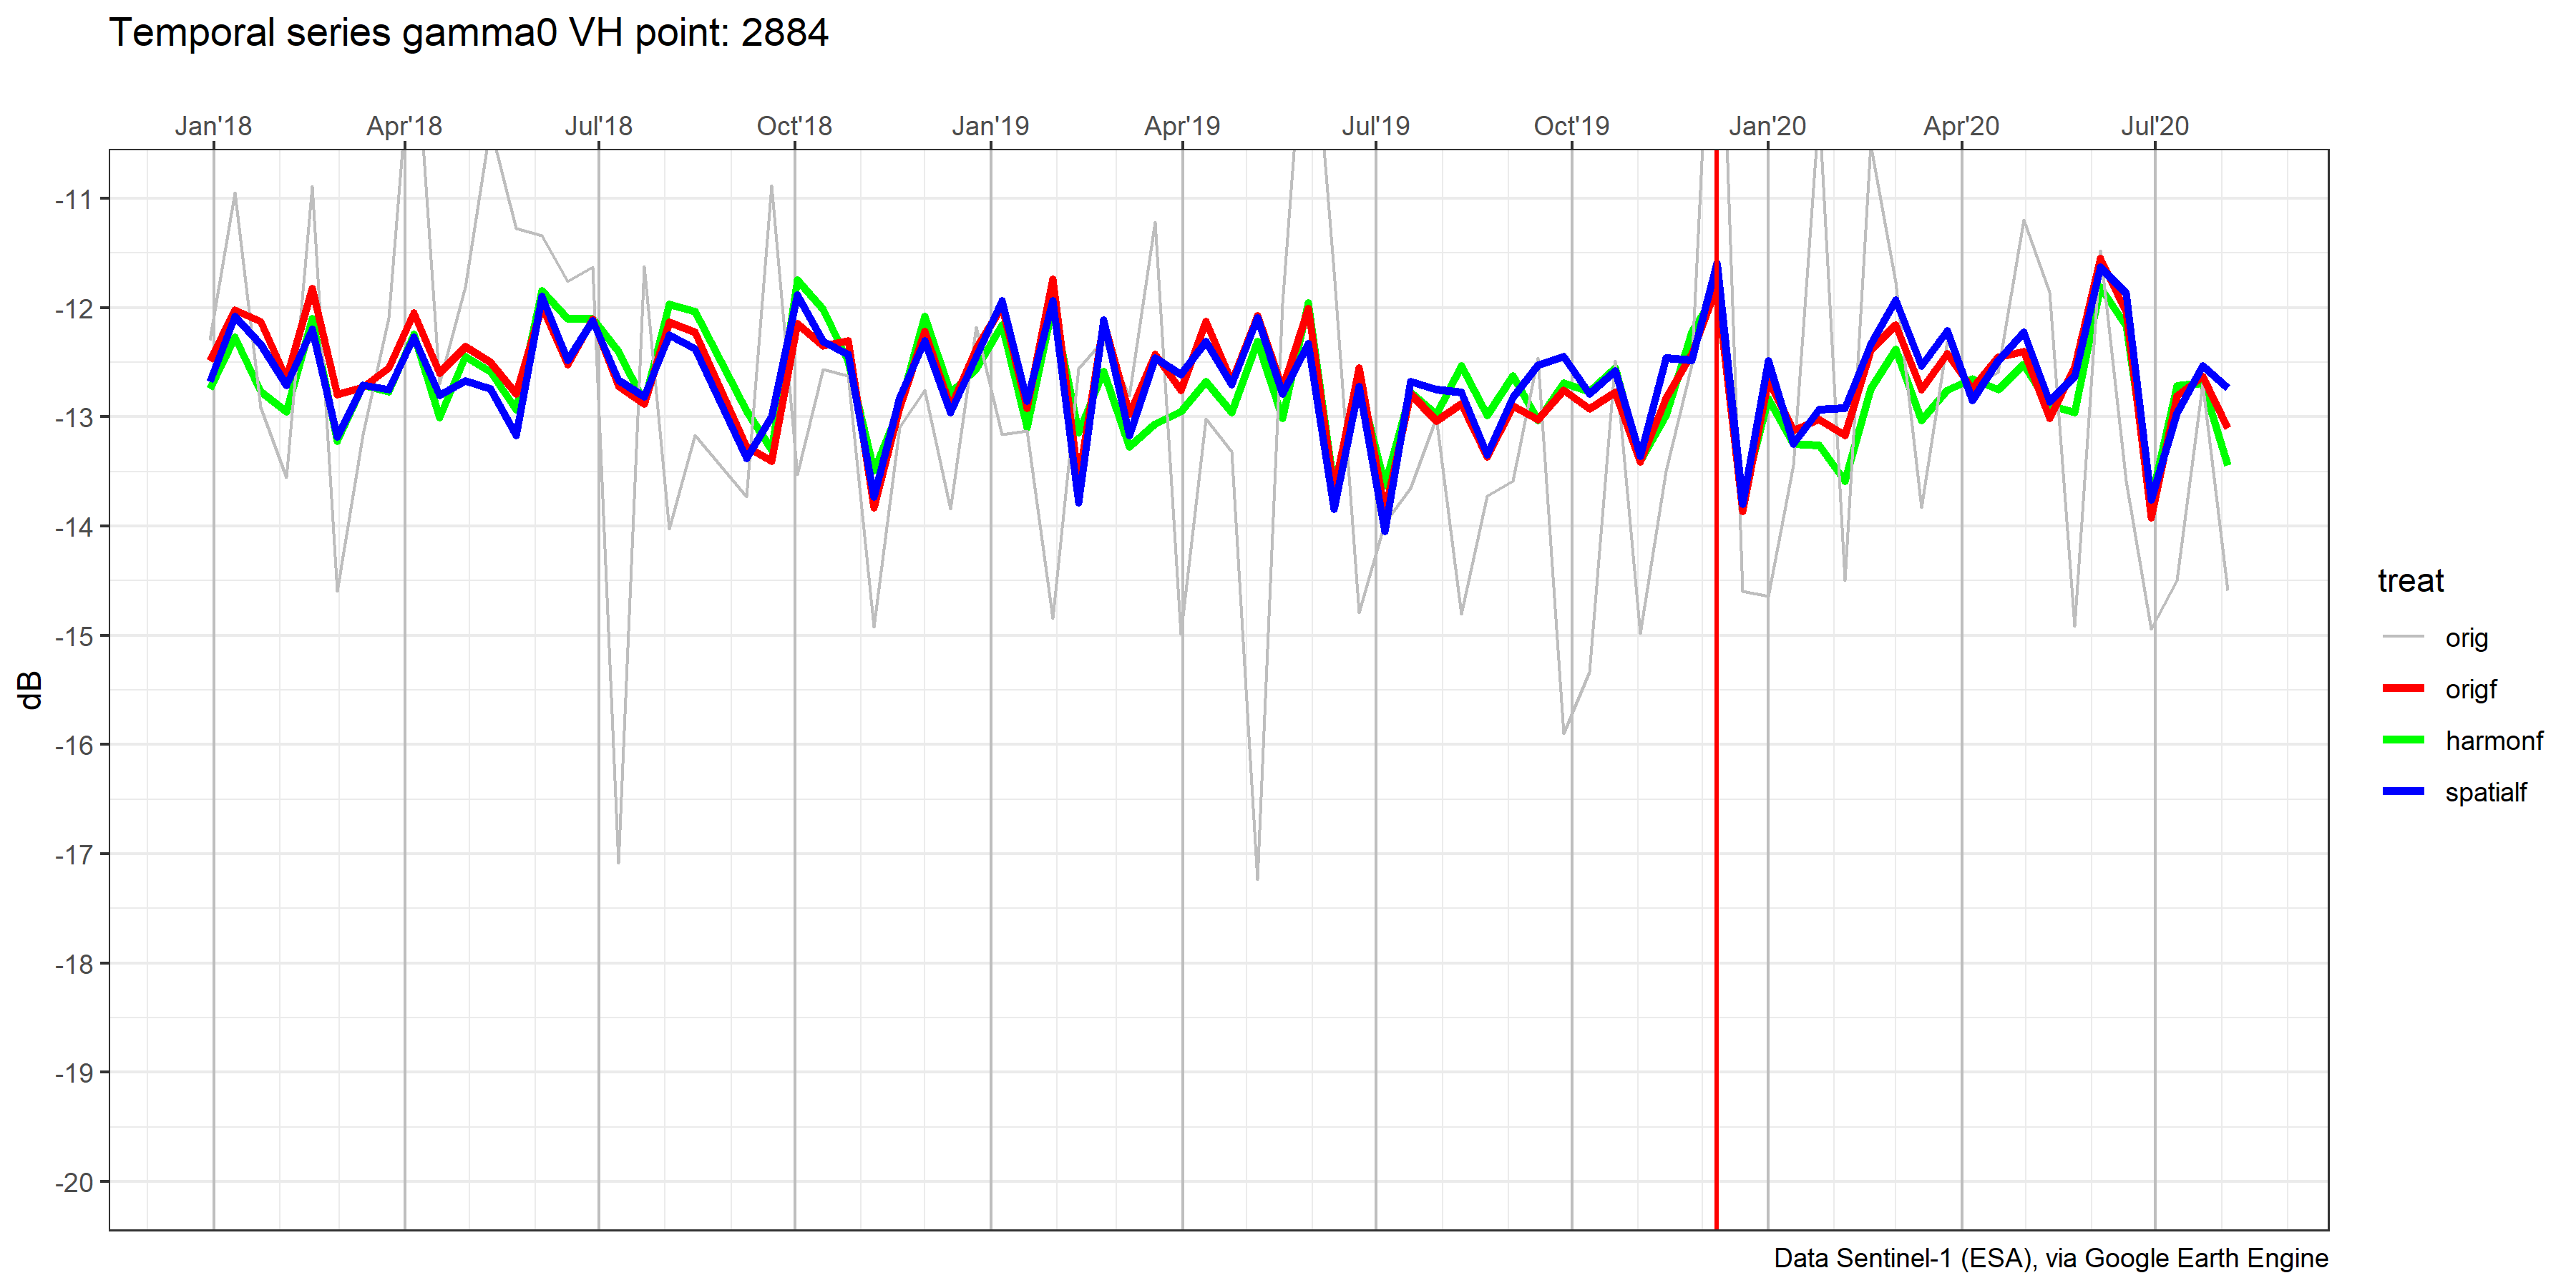 Temporal series gamma0 VH point: 2884
Jan'18 Apr'18 Jul'18 Oct'18 Jan'19 Apr'19 Jul'19 Oct'19 Jan'20 Apr'20 Jul'20
-11
-12
-13
-14
-15
-16
-17
-18
-19
-20
dB
treat
orig
origf
harmonf
spatialf
Data Sentinel-1 (ESA), via Google Earth Engine